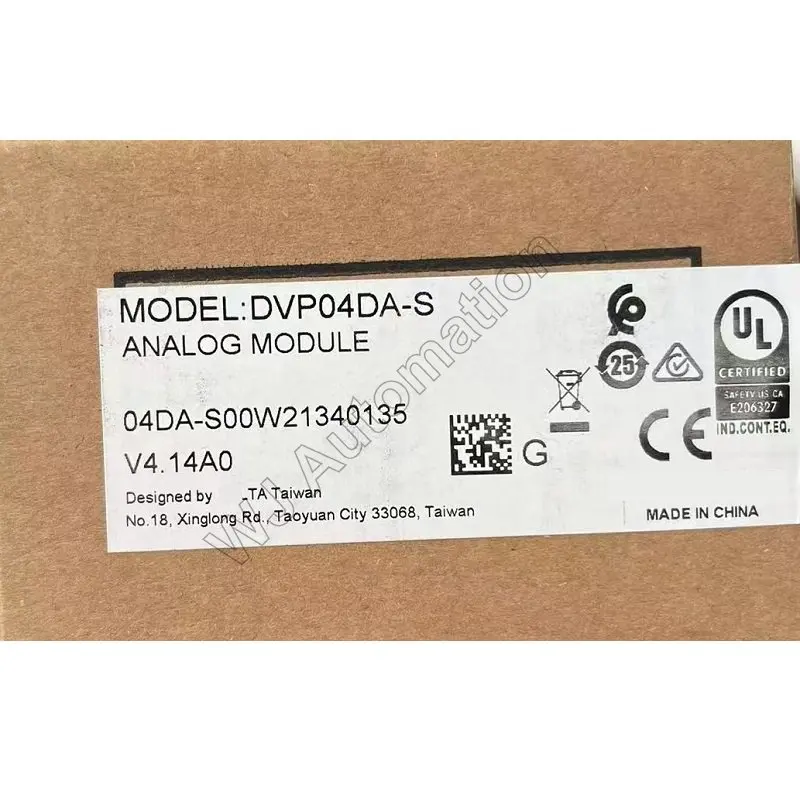 MODEL:DVP04DA-S
ANALOG MODULE
04DA-S00W21340135
V4.14A0
Designed by _TA Taiwan
No.18, Xinglong Rd., Taoyuan City 33068, Taiwan
G
25
UL
CERTIFIED
SAFETY US CA
E206327
IND.CONT.EQ.
CE
MADE IN CHINA
WJ Automation